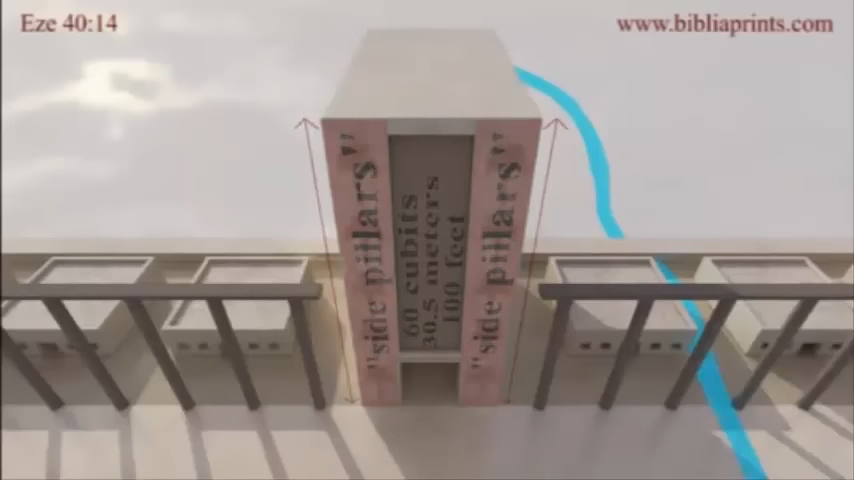 Eze 40:14
www.bibliaprints.com
"side pillars"
60 cubits
30.5 meters
100 feet
"side pillars"